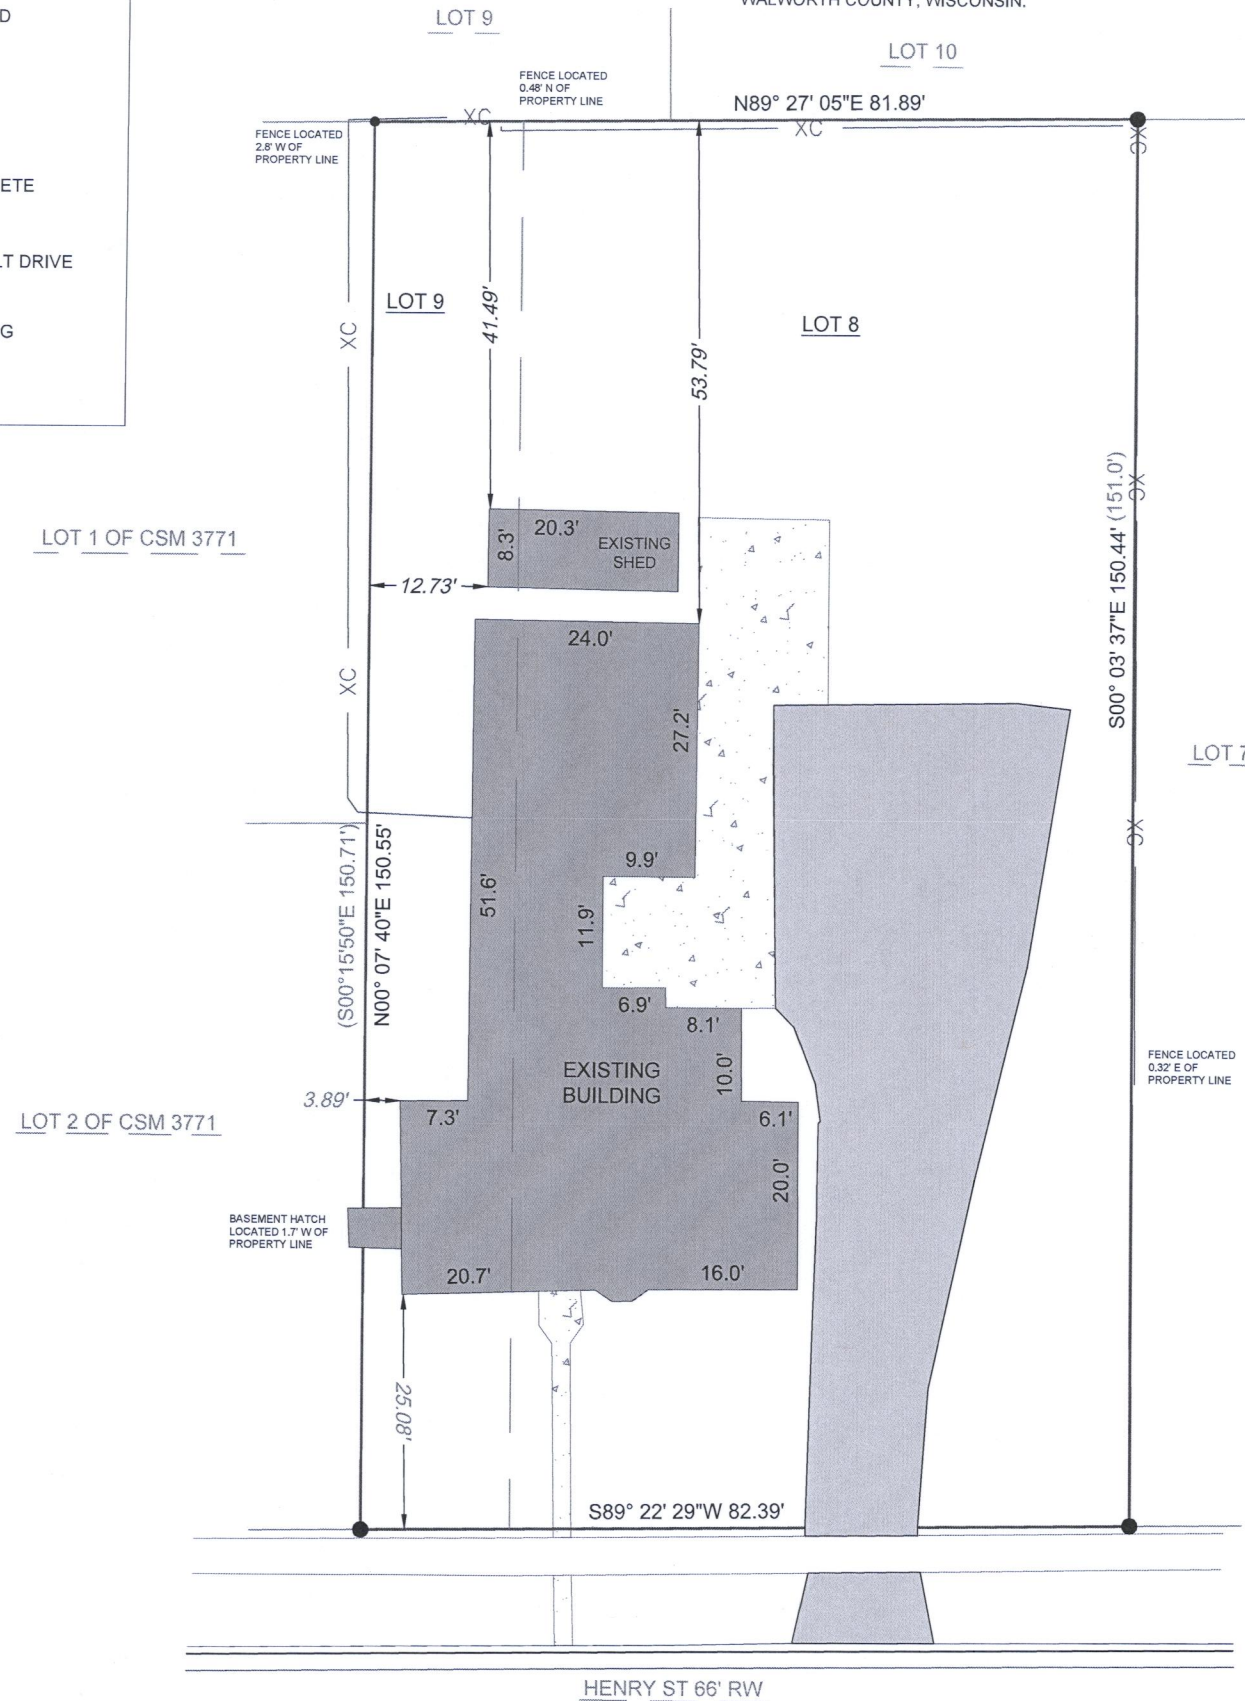 D
WALWORTH COUNTY, WISCONSIN.
LOT 9
LOT 10
FENCE LOCATED
0.48' N OF
PROPERTY LINE
N89° 27' 05"E 81.89'
XC
XC
XC
FENCE LOCATED
2.8' W OF
PROPERTY LINE
ETE
T DRIVE
G
LOT 9
41.49'
LOT 8
XC
53.79'
S00° 03' 37"E 150.44' (151.0')
XC
LOT 1 OF CSM 3771
20.3'
8.3'
EXISTING
SHED
12.73'
24.0'
XC
27.2'
LOT 7
XC
(S00°15'50"E 150.71')
N00° 07' 40"E 150.55'
9.9'
51.6'
11.9'
6.9'
8.1'
EXISTING
BUILDING
10.0'
FENCE LOCATED
0.32' E OF
PROPERTY LINE
3.89'
7.3'
6.1'
LOT 2 OF CSM 3771
20.0'
BASEMENT HATCH
LOCATED 1.7' W OF
PROPERTY LINE
20.7'
16.0'
25.08'
S89° 22' 29"W 82.39'
HENRY ST 66' RW